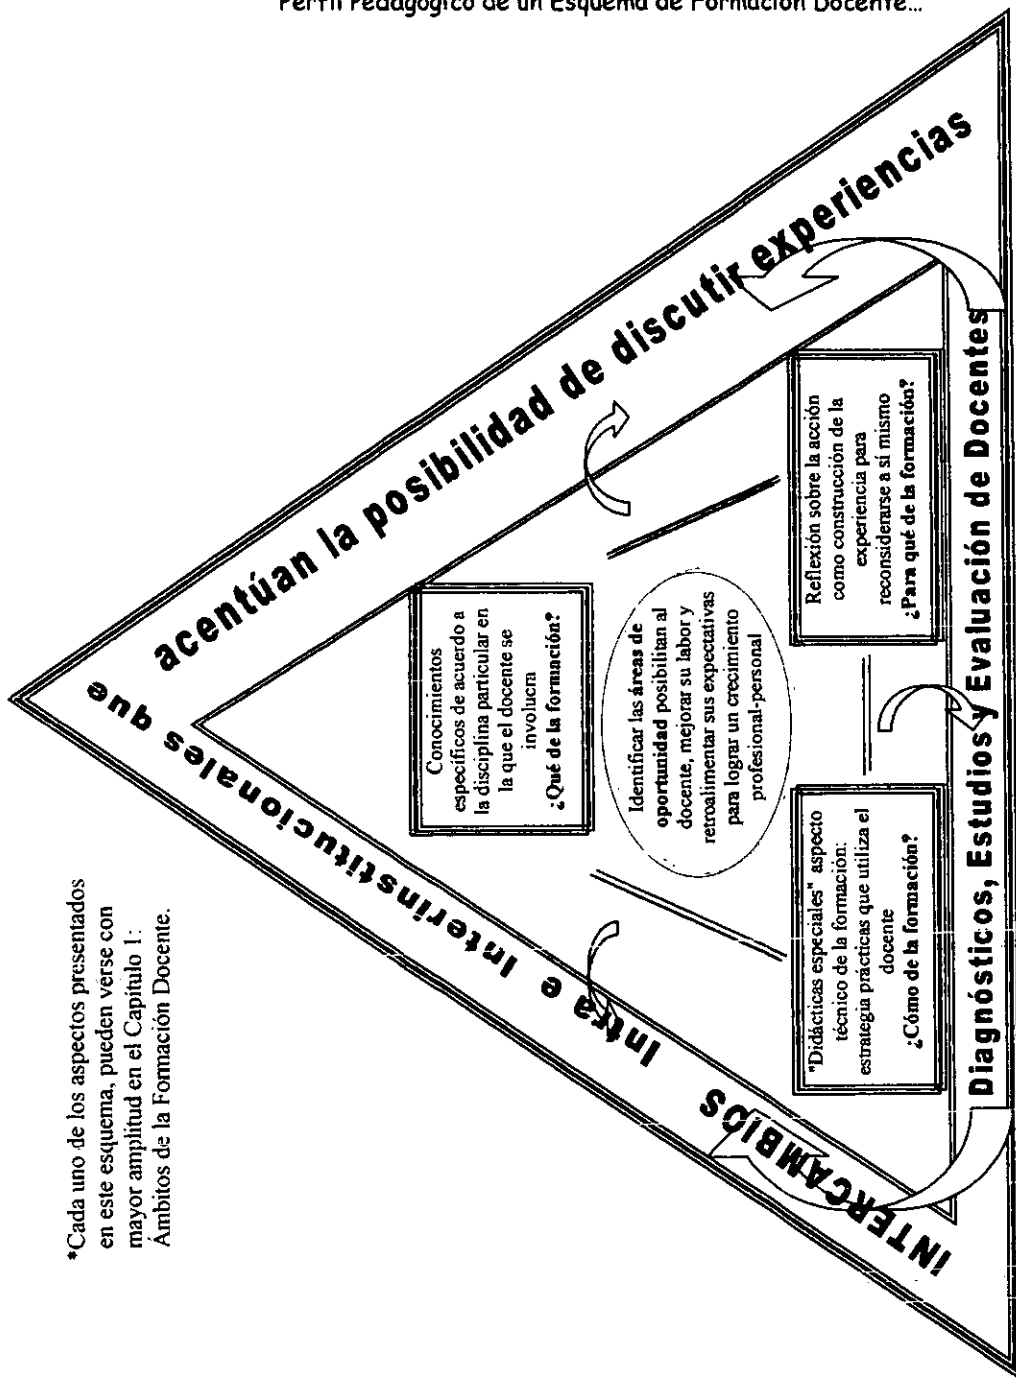 Perfil Pedagógico de un Esquema de Formación Docente...
*Cada uno de los aspectos presentados
en este esquema, pueden verse con
mayor amplitud en el Capítulo 1:
Ámbitos de la Formación Docente.
INTERCAMBIOS Intra e Interinstitucionales que
acentúan la posibilidad de discutir experiencias
Conocimientos
específicos de acuerdo a
la disciplina particular en
la que el docente se
involucra
¿Qué de la formación?
Identificar las áreas de
oportunidad posibilitan al
docente, mejorar su labor y
retroalimentar sus expectativas
para lograr un crecimiento
profesional-personal
"Didácticas especiales" aspecto
técnico de la formación:
estrategia prácticas que utiliza el
docente
¿Cómo de la formación?
Reflexión sobre la acción
como construcción de la
experiencia para
reconsiderarse a sí mismo
¿Para qué de la formación?
Diagnósticos, Estudios y Evaluación de Docentes